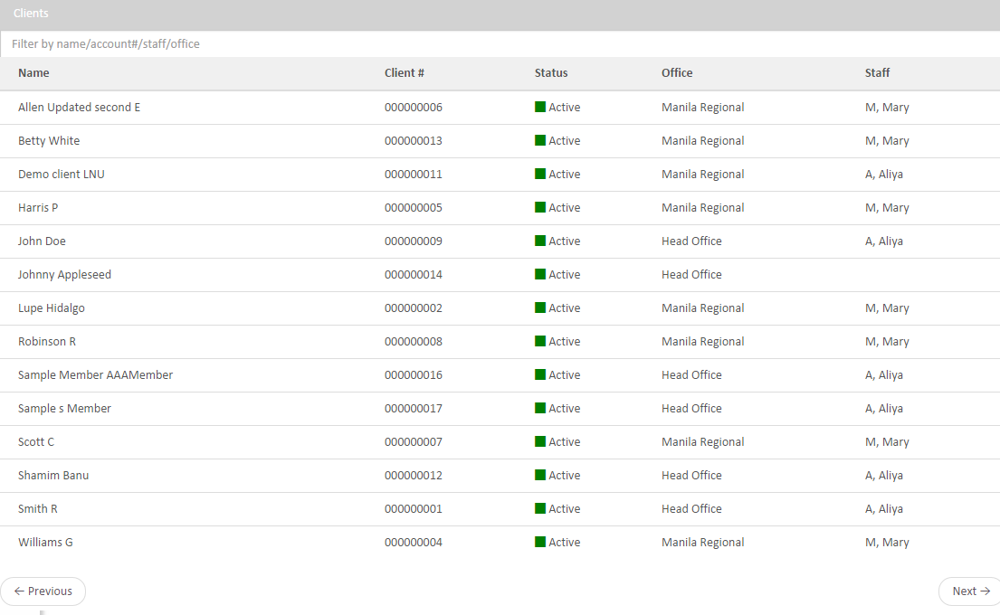 Clients
Filter by name/account#/staff/office
Name Client # Status Office Staff
Allen Updated second E 000000006 Active Manila Regional M, Mary
Betty White 000000013 Active Manila Regional M, Mary
Demo client LNU 000000011 Active Manila Regional A, Aliya
Harris P 000000005 Active Manila Regional M, Mary
John Doe 000000009 Active Head Office A, Aliya
Johnny Appleseed 000000014 Active Head Office
Lupe Hidalgo 000000002 Active Manila Regional M, Mary
Robinson R 000000008 Active Manila Regional M, Mary
Sample Member AAAMember 000000016 Active Head Office A, Aliya
Sample s Member 000000017 Active Head Office A, Aliya
Scott C 000000007 Active Manila Regional M, Mary
Shamim Banu 000000012 Active Head Office A, Aliya
Smith R 000000001 Active Head Office A, Aliya
Williams G 000000004 Active Manila Regional M, Mary
← Previous Next →